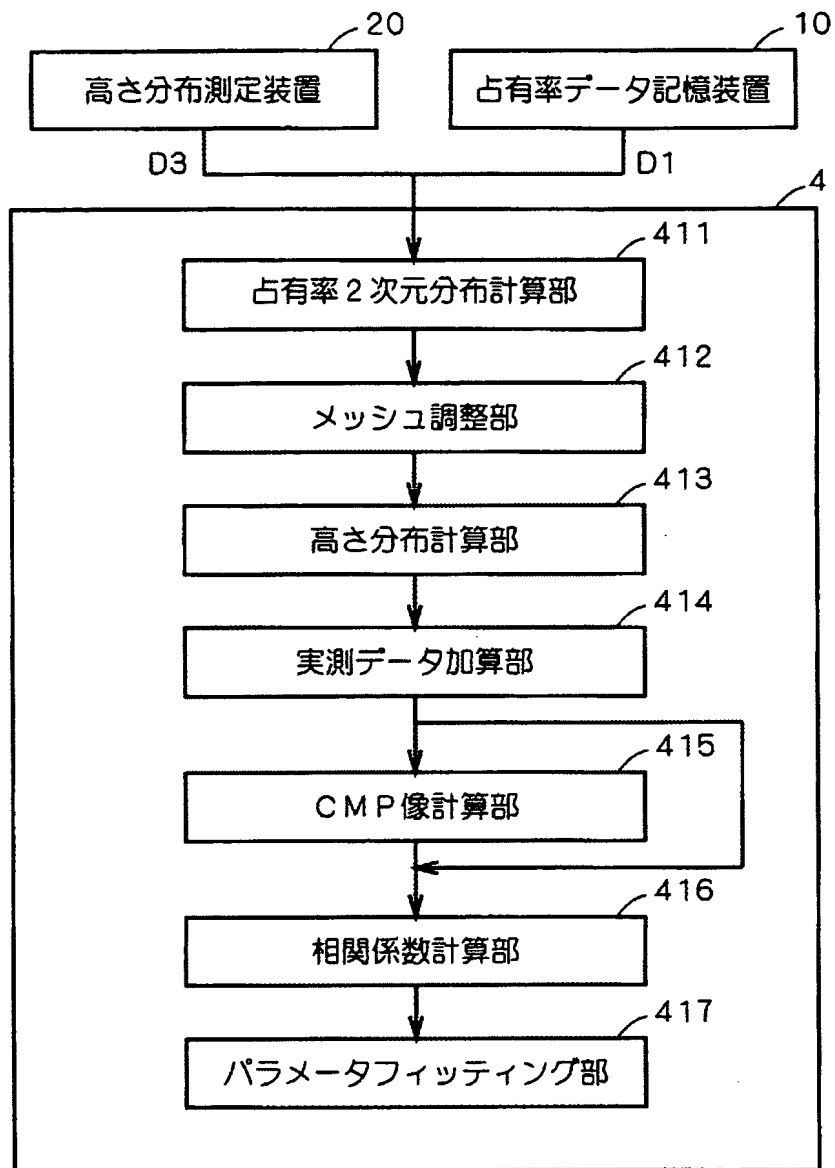 20
10
高さ分布測定装置
占有率データ記憶装置
D3
D1
4
411
占有率2次元分布計算部
412
メッシュ調整部
413
高さ分布計算部
414
実測データ加算部
415
CMP像計算部
416
相関係数計算部
417
パラメータフィッティング部